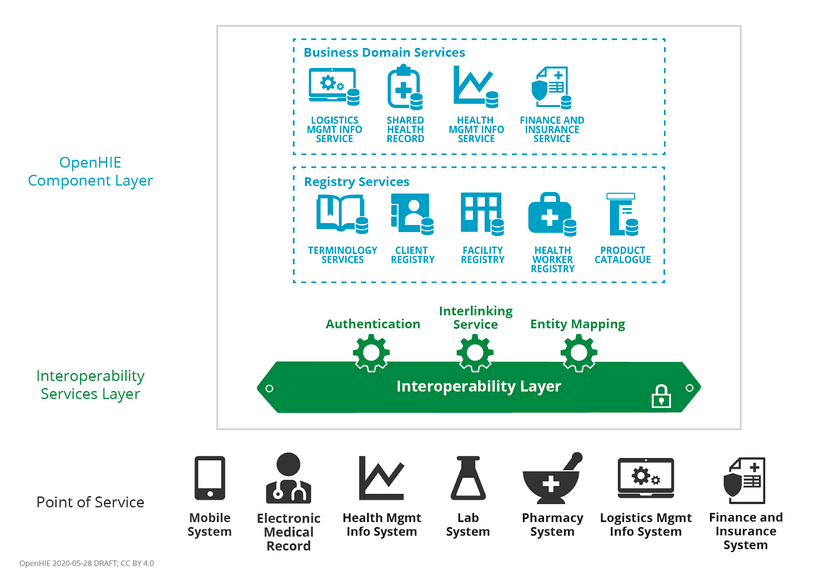 Business Domain Services
LOGISTICS
MGMT INFO
SERVICE
SHARED
HEALTH
RECORD
HEALTH
MGMT INFO
SERVICE
FINANCE AND
INSURANCE
SERVICE
OpenHIE
Component Layer
Registry Services
TERMINOLOGY
SERVICES
CLIENT
REGISTRY
FACILITY
REGISTRY
HEALTH
WORKER
REGISTRY
PRODUCT
CATALOGUE
Authentication
Interlinking
Service
Entity Mapping
Interoperability
Services Layer
Interoperability Layer
Point of Service
Mobile
System
Electronic
Medical
Record
Health Mgmt
Info System
Lab
System
Pharmacy
System
Logistics Mgmt
Info System
Finance and
Insurance
System
OpenHIE 2020-05-28 DRAFT; CC BY 4.0